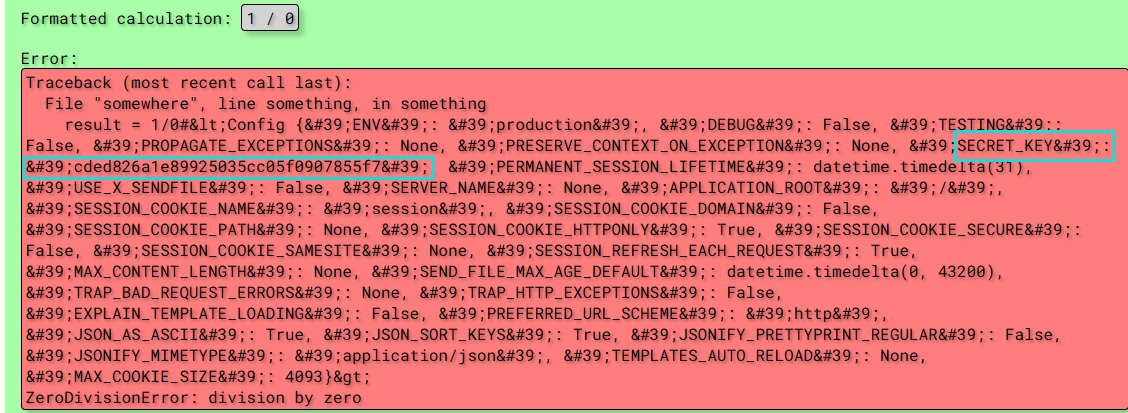 Formatted calculation: 1 / 0
Error:
Traceback (most recent call last):
File "somewhere", line something, in something
result = 1/0#&lt;Config {&#39;ENV&#39;: &#39;production&#39;, &#39;DEBUG&#39;: False, &#39;TESTING&#39;:
False, &#39;PROPAGATE_EXCEPTIONS&#39;: None, &#39;PRESERVE_CONTEXT_ON_EXCEPTION&#39;: None, &#39;SECRET_KEY&#39;:
&#39;cded826a1e89925035cc05f0907855f7&#39;, &#39;PERMANENT_SESSION_LIFETIME&#39;: datetime.timedelta(31),
&#39;USE_X_SENDFILE&#39;: False, &#39;SERVER_NAME&#39;: None, &#39;APPLICATION_ROOT&#39;: &#39;/&#39;,
&#39;SESSION_COOKIE_NAME&#39;: &#39;session&#39;, &#39;SESSION_COOKIE_DOMAIN&#39;: False,
&#39;SESSION_COOKIE_PATH&#39;: None, &#39;SESSION_COOKIE_HTTPONLY&#39;: True, &#39;SESSION_COOKIE_SECURE&#39;:
False, &#39;SESSION_COOKIE_SAMESITE&#39;: None, &#39;SESSION_REFRESH_EACH_REQUEST&#39;: True,
&#39;MAX_CONTENT_LENGTH&#39;: None, &#39;SEND_FILE_MAX_AGE_DEFAULT&#39;: datetime.timedelta(0, 43200),
&#39;TRAP_BAD_REQUEST_ERRORS&#39;: None, &#39;TRAP_HTTP_EXCEPTIONS&#39;: False,
&#39;EXPLAIN_TEMPLATE_LOADING&#39;: False, &#39;PREFERRED_URL_SCHEME&#39;: &#39;http&#39;,
&#39;JSON_AS_ASCII&#39;: True, &#39;JSON_SORT_KEYS&#39;: True, &#39;JSONIFY_PRETTYPRINT_REGULAR&#39;: False,
&#39;JSONIFY_MIMETYPE&#39;: &#39;application/json&#39;, &#39;TEMPLATES_AUTO_RELOAD&#39;: None,
&#39;MAX_COOKIE_SIZE&#39;: 4093}&gt;
ZeroDivisionError: division by zero